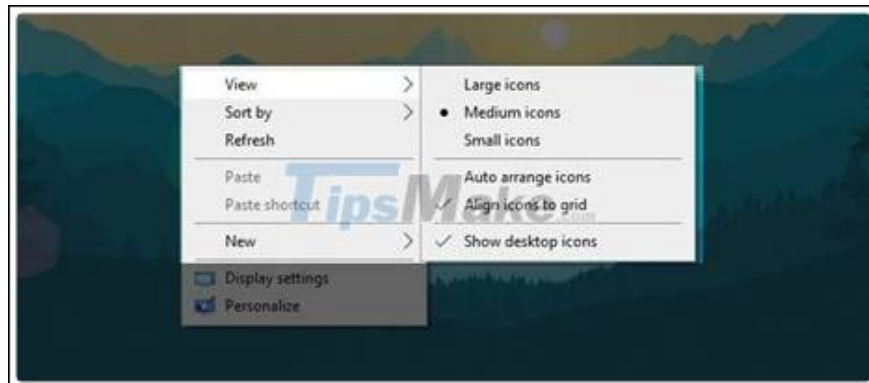 View
Sort by
Refresh
Paste
Paste shortcut
New
Display settings
Personalize
Large icons
Medium icons
Small icons
Auto arrange icons
Align icons to grid
Show desktop icons
TipsMake.com